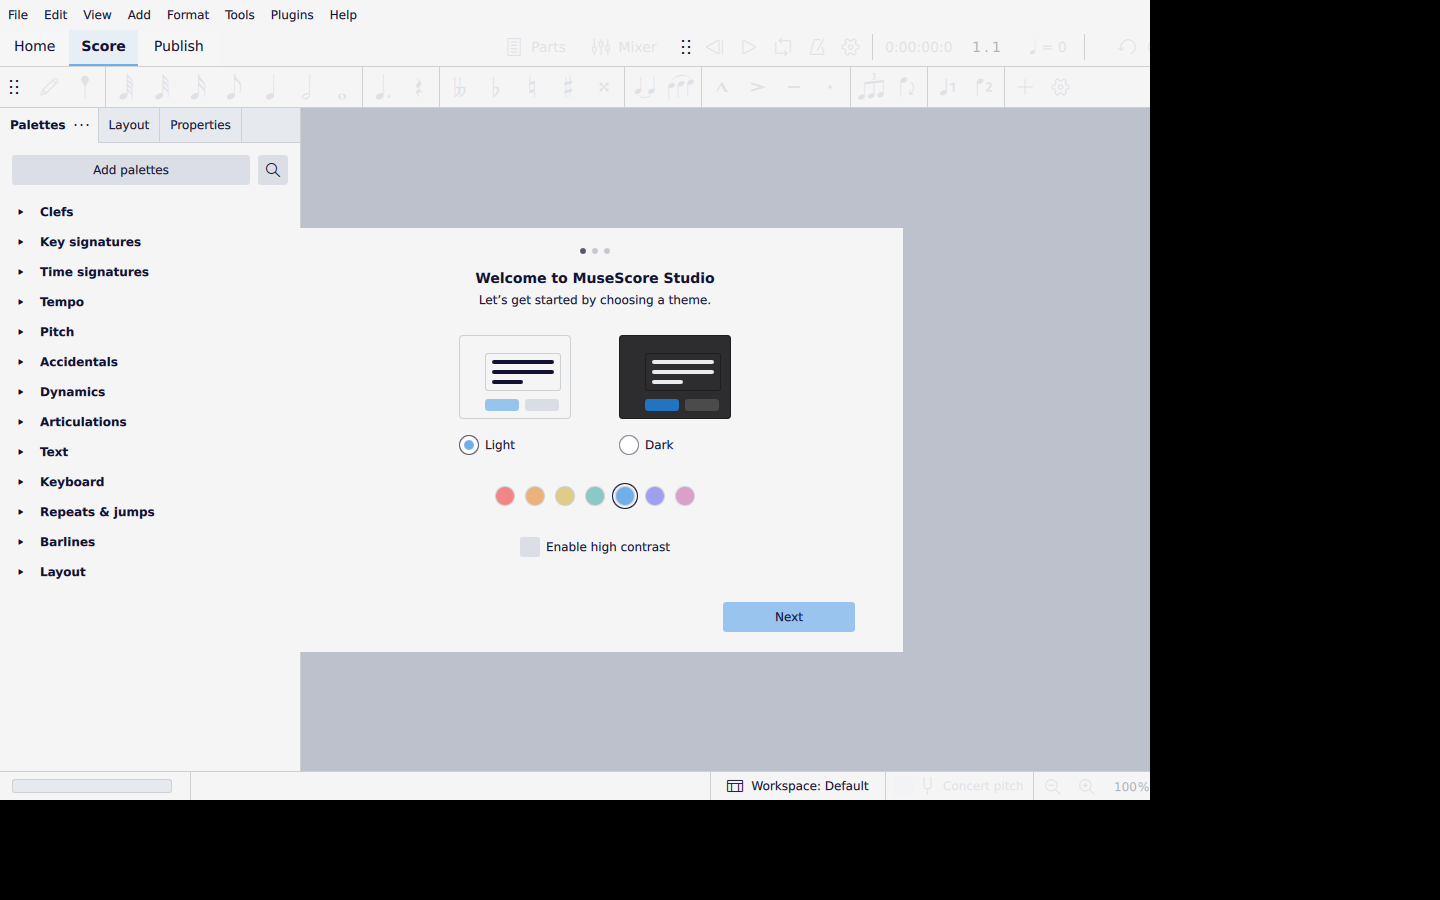 File Edit View Add Format Tools Plugins Help
Home Score Publish Parts Mixer 0:00:00:0 1 . 1 = 0
3 1 2
Palettes ... Layout Properties
Add palettes
Clefs
Key signatures
Time signatures
Tempo
Pitch
Accidentals
Dynamics
Articulations
Text
Keyboard
Repeats & jumps
Barlines
Layout
Welcome to MuseScore Studio
Let’s get started by choosing a theme.
Light Dark
Enable high contrast
Next
Workspace: Default Concert pitch 100%